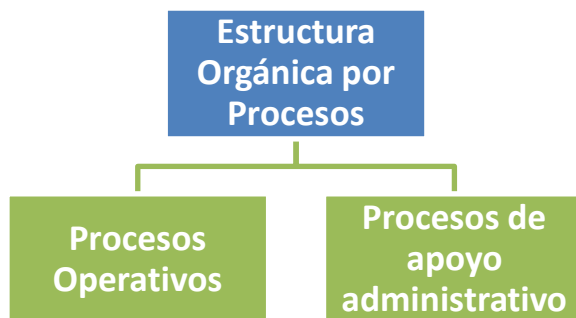 Estructura
Orgánica por
Procesos
Procesos
Operativos
Procesos de
apoyo
administrativo